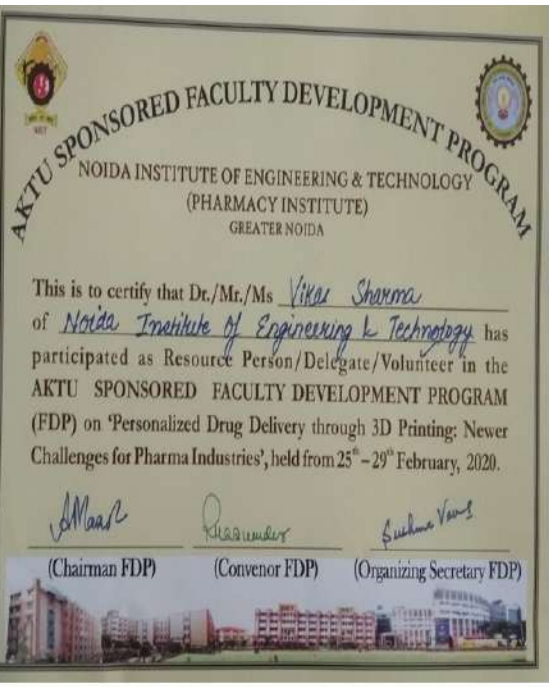 AKTU SPONSORED FACULTY DEVELOPMENT PROGRAM
NOIDA INSTITUTE OF ENGINEERING & TECHNOLOGY
(PHARMACY INSTITUTE)
GREATER NOIDA
This is to certify that Dr./Mr./Ms Vikas Sharma
of Noida Institute Of Engineering & Technology has
participated as Resource Person/Delegate/Volunteer in the
AKTU SPONSORED FACULTY DEVELOPMENT PROGRAM
(FDP) on 'Personalized Drug Delivery through 3D Printing: Newer
Challenges for Pharma Industries', held from 25th – 29th February, 2020.
(Chairman FDP) (Convenor FDP) (Organizing Secretary FDP)